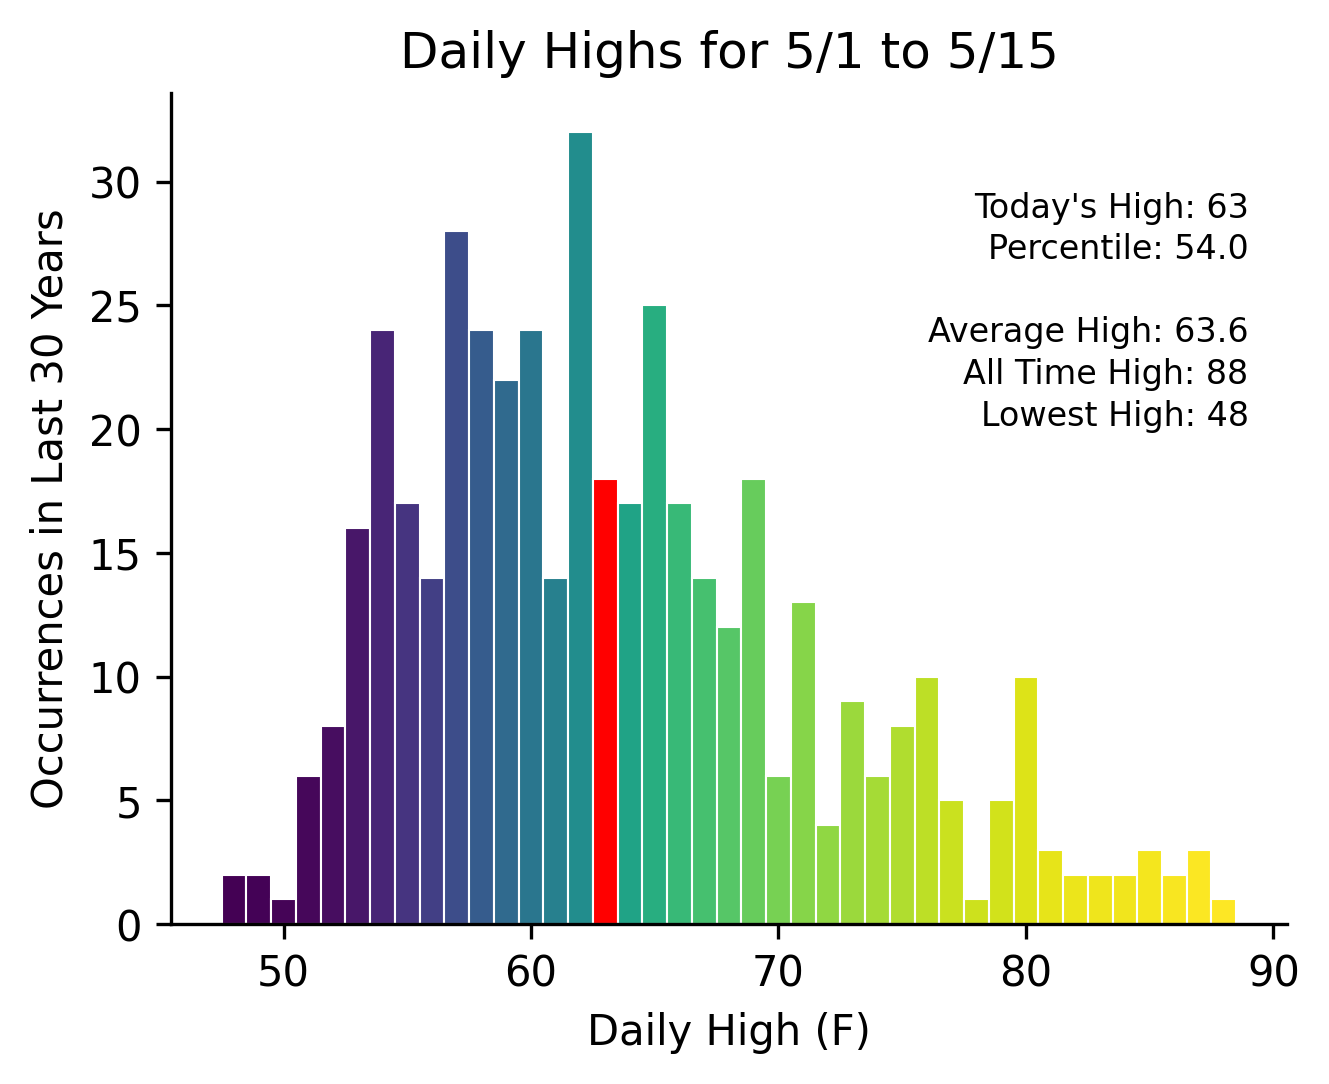 Daily Highs for 5/1 to 5/15
Occurrences in Last 30 Years
30
25
20
15
10
5
0
Today's High: 63
Percentile: 54.0
Average High: 63.6
All Time High: 88
Lowest High: 48
50 60 70 80 90
Daily High (F)